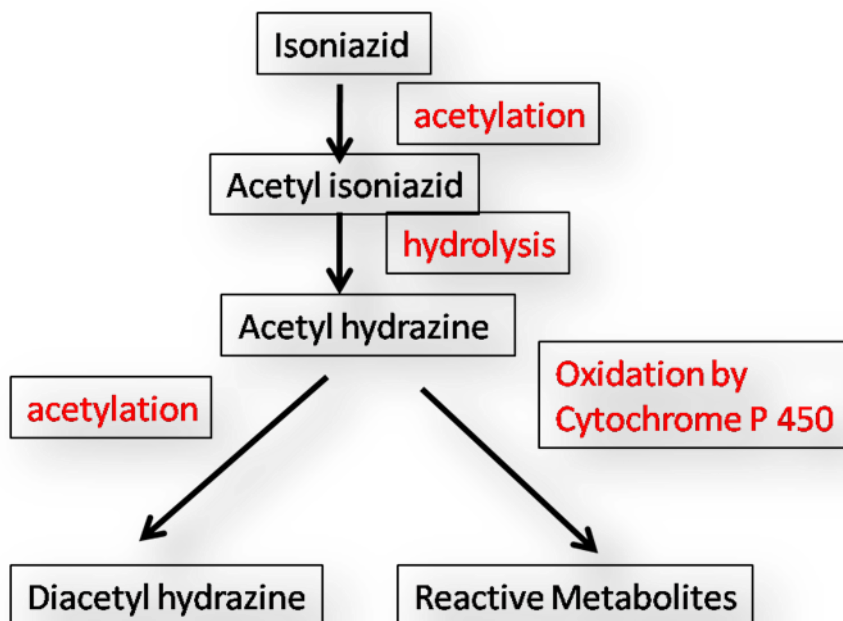 Isoniazid
acetylation
Acetyl isoniazid
hydrolysis
Acetyl hydrazine
acetylation
Oxidation by
Cytochrome P 450
Diacetyl hydrazine
Reactive Metabolites